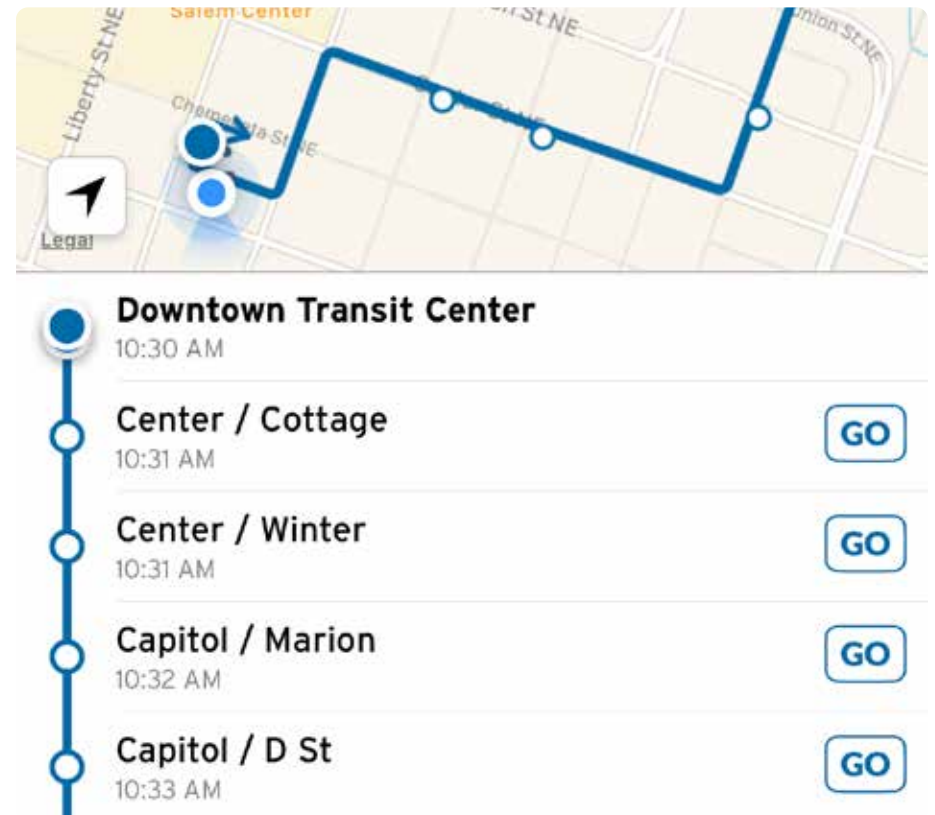 Salem Center
Liberty St NE
St NE
Union St NE
Chemeketa St NE
Legal
Downtown Transit Center
10:30 AM
Center / Cottage
10:31 AM
GO
Center / Winter
10:31 AM
GO
Capitol / Marion
10:32 AM
GO
Capitol / D St
10:33 AM
GO